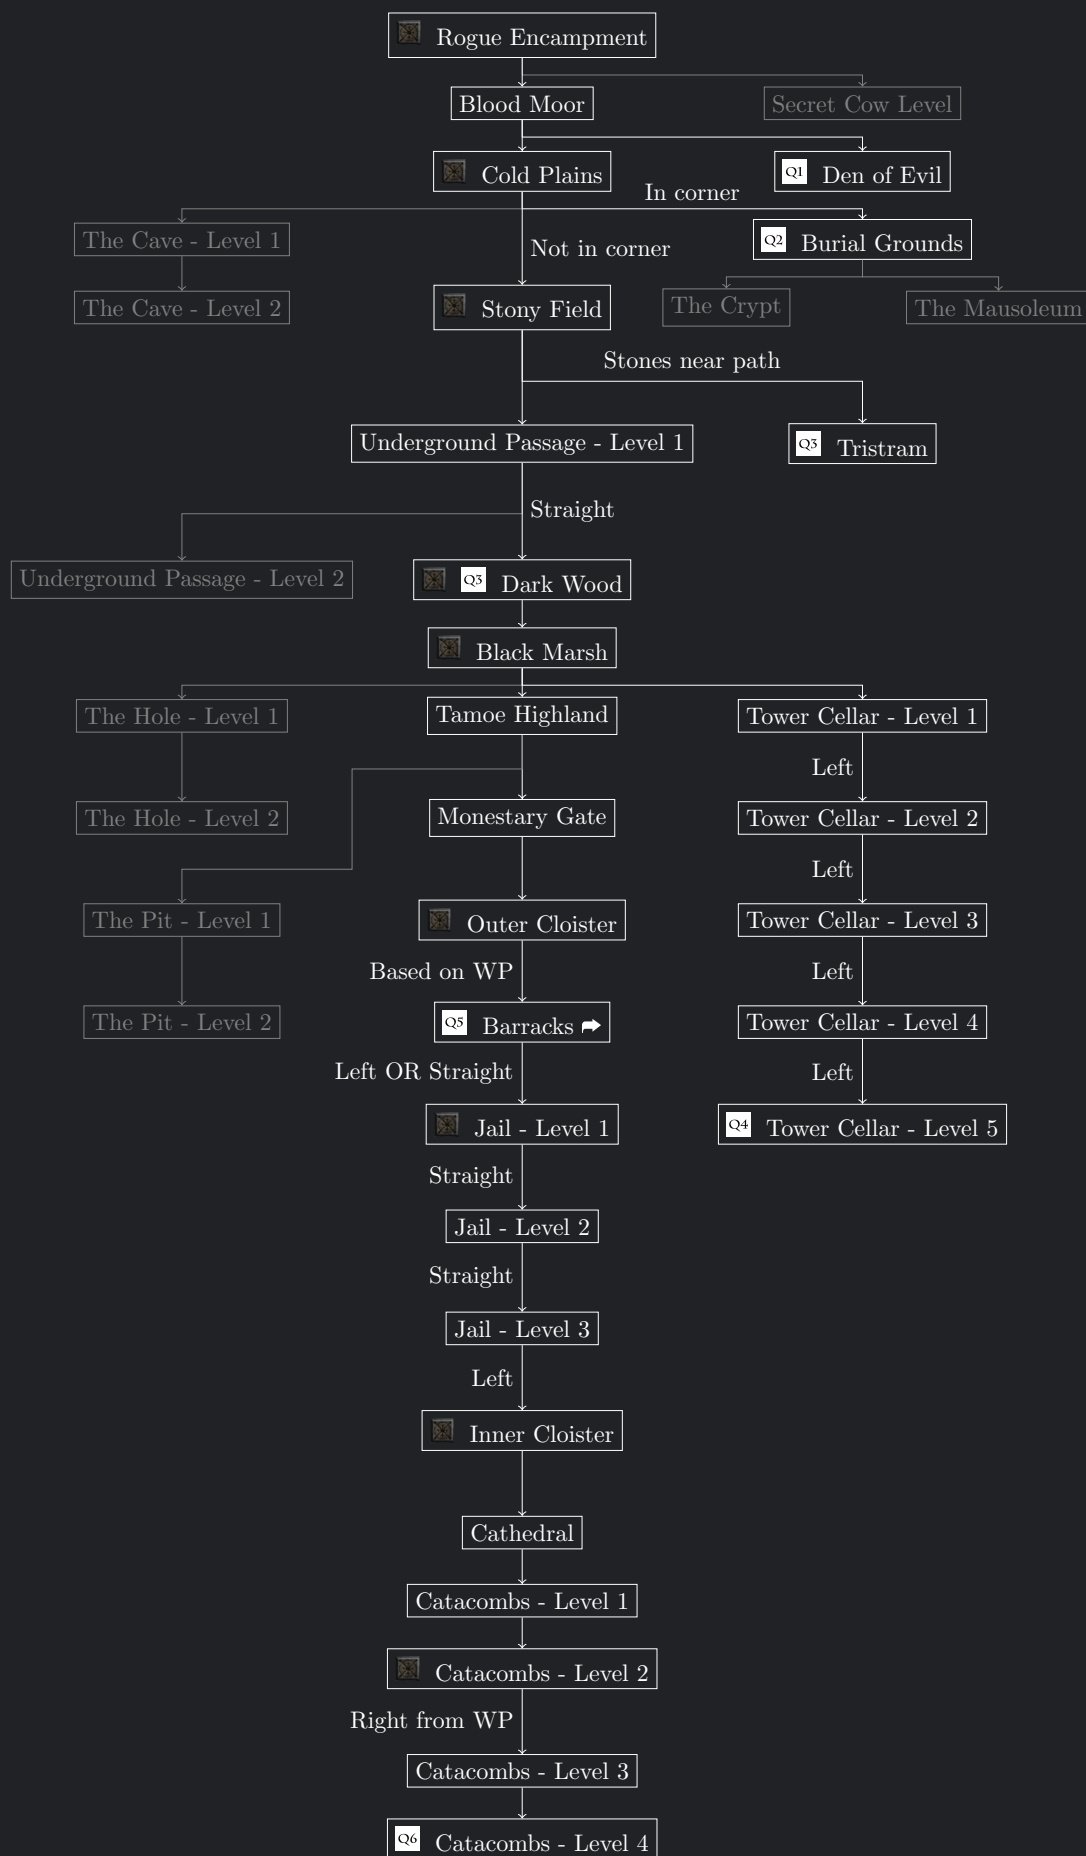 Rogue Encampment
Blood Moor
Secret Cow Level
Cold Plains
Q1 Den of Evil
In corner
The Cave - Level 1
Not in corner
Q2 Burial Grounds
The Cave - Level 2
Stony Field
The Crypt
The Mausoleum
Stones near path
Underground Passage - Level 1
Q3 Tristram
Straight
Underground Passage - Level 2
Q3 Dark Wood
Black Marsh
The Hole - Level 1
Tamoe Highland
Tower Cellar - Level 1
Left
The Hole - Level 2
Monestary Gate
Tower Cellar - Level 2
Left
The Pit - Level 1
Outer Cloister
Tower Cellar - Level 3
Based on WP
Left
The Pit - Level 2
Q5 Barracks
Tower Cellar - Level 4
Left OR Straight
Left
Jail - Level 1
Q4 Tower Cellar - Level 5
Straight
Jail - Level 2
Straight
Jail - Level 3
Left
Inner Cloister
Cathedral
Catacombs - Level 1
Catacombs - Level 2
Right from WP
Catacombs - Level 3
Q6 Catacombs - Level 4